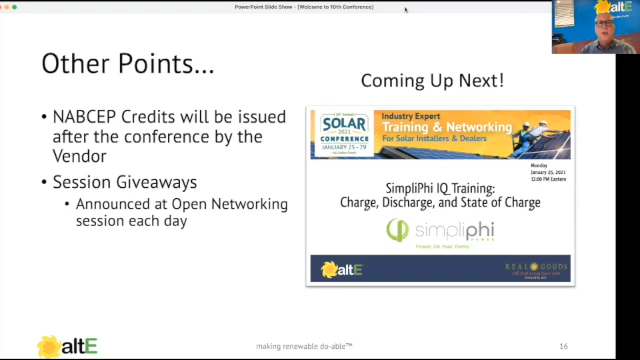 PowerPoint Slide Show - [Welcome to 10th Conference]
altE
Other Points...
• NABCEP Credits will be issued
after the conference by the
Vendor
• Session Giveaways
• Announced at Open Networking
session each day
Coming Up Next!
SOLAR
2021
CONFERENCE
JANUARY 25 - 29
Industry Expert
Training & Networking
For Solar Installers & Dealers
Monday
January 25, 2021
12:00 PM Eastern
SimpliPhi IQ Training:
Charge, Discharge, and State of Charge
simpliphi
POWER
Power On Your Terms.
altE
REAL GOODS
altE
making renewable do-able™
16